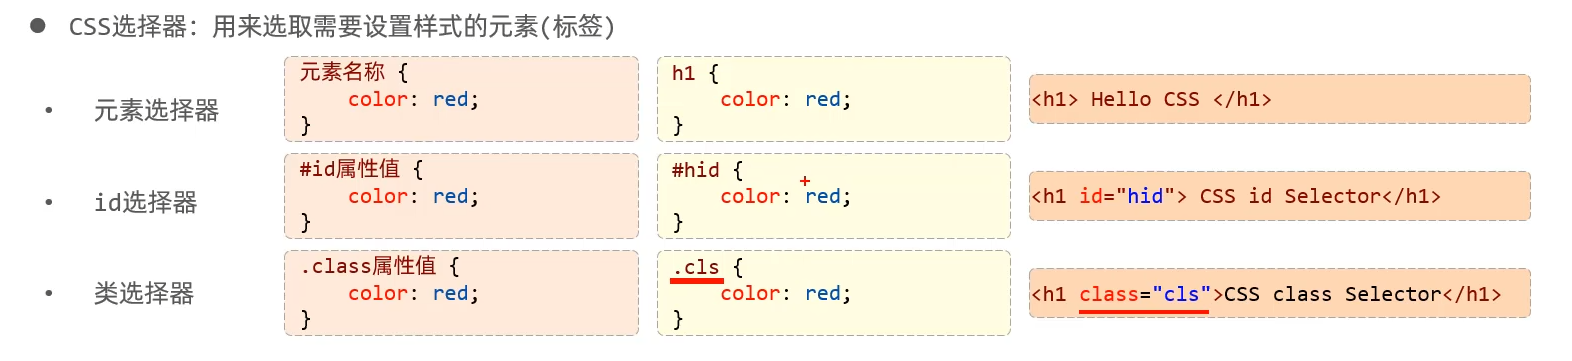 ● CSS选择器：用来选取需要设置样式的元素(标签)
• 元素选择器
元素名称 {
color: red;
}
h1 {
color: red;
}
<h1> Hello CSS </h1>
• id选择器
#id属性值 {
color: red;
}
#hid {
color: red;
}
<h1 id="hid"> CSS id Selector</h1>
• 类选择器
.class属性值 {
color: red;
}
.cls {
color: red;
}
<h1 class="cls">CSS class Selector</h1>